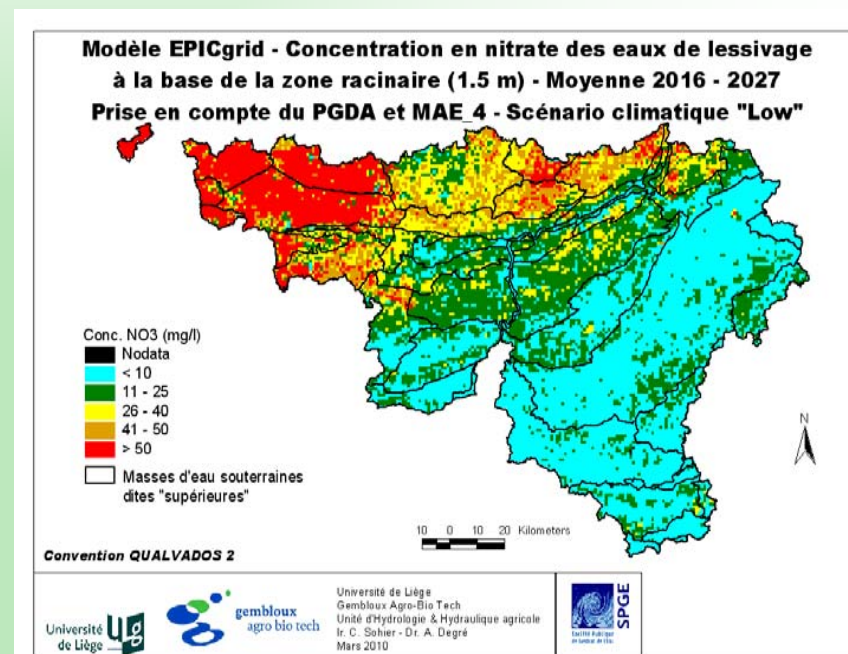 Modèle EPICgrid - Concentration en nitrate des eaux de lessivage
à la base de la zone racinaire (1.5 m) - Moyenne 2016 - 2027
Prise en compte du PGDA et MAE_4 - Scénario climatique "Low"
Conc. NO3 (mg/l)
Nodata
< 10
11 - 25
26 - 40
41 - 50
> 50
Masses d'eau souterraines
dites "supérieures"
N
10 0 10 20 Kilometers
Convention QUALVADOS 2
Université
de Liège
gembloux
agro bio tech
Université de Liège
Gembloux Agro-Bio Tech
Unité d'Hydrologie & Hydraulique agricole
Ir. C. Sohier - Dr. A. Degré
Mars 2010
SPGE